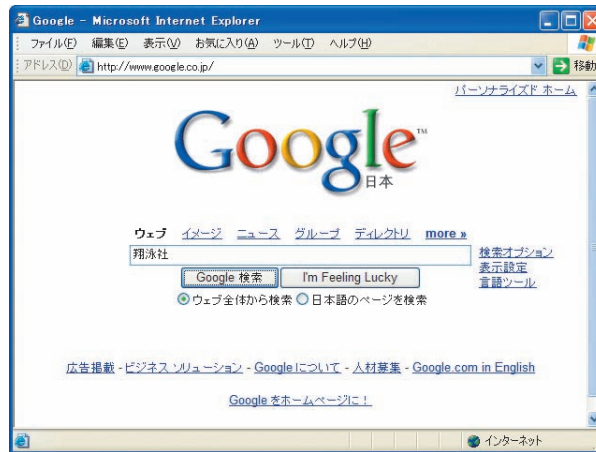 Google - Microsoft Internet Explorer
ファイル(F) 編集(E) 表示(V) お気に入り(A) ツール(T) ヘルプ(H)
アドレス(D) http://www.google.co.jp/ 移動
パーソナライズド ホーム
Google™
日本
ウェブ イメージ ニュース グループ ディレクトリ more »
翔泳社
検索オプション
表示設定
言語ツール
Google 検索 I'm Feeling Lucky
ウェブ全体から検索 日本語のページを検索
広告掲載 - ビジネス ソリューション - Google について - 人材募集 - Google.com in English
Google をホームページに！
インターネット